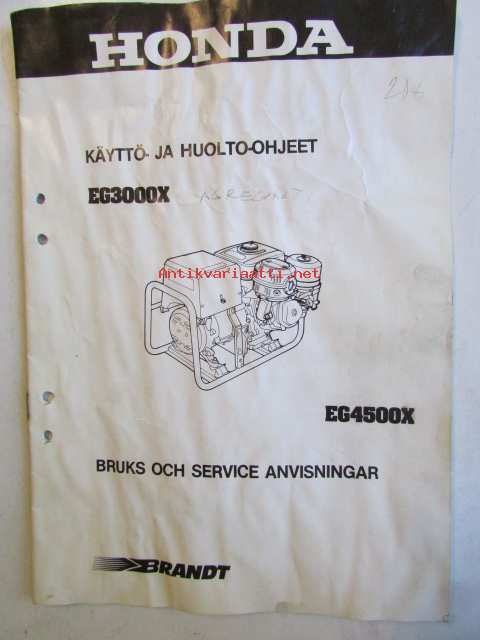 HONDA
KÄYTTÖ- JA HUOLTO-OHJEET
EG3000X
Antikvariaatti.net
EG4500X
BRUKS OCH SERVICE ANVISNINGAR
BRANDT